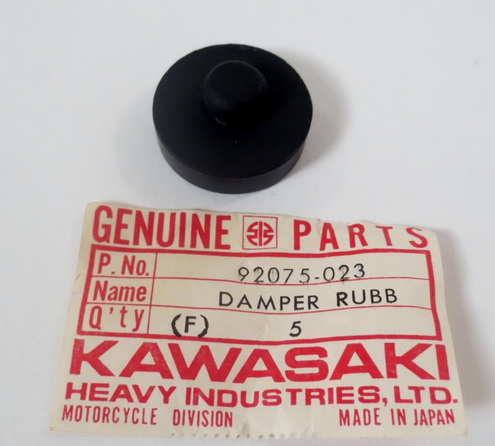 GENUINE PARTS
P. No. 92075-023
Name DAMPER RUBB
Q'ty (F) 5
KAWASAKI
HEAVY INDUSTRIES, LTD.
MOTORCYCLE DIVISION MADE IN JAPAN